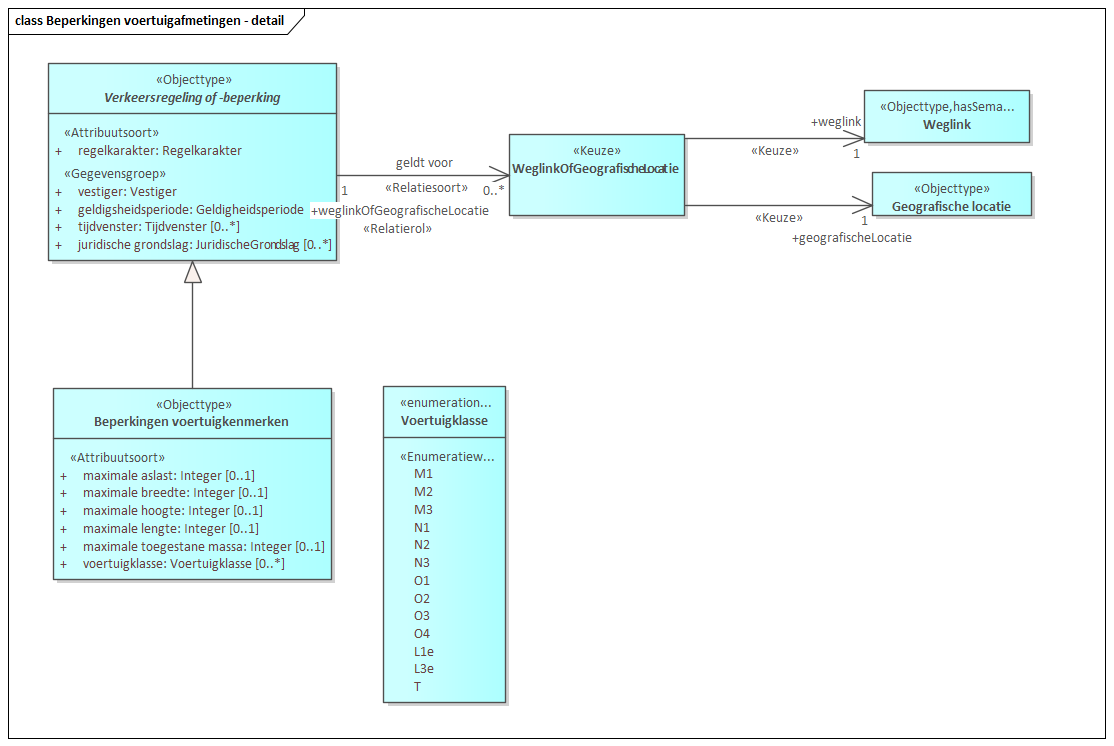 class Beperkingen voertuigafmetingen - detail
«Objecttype»
Verkeersregeling of -beperking
«Attribuutsoort»
+ regelkarakter: Regelkarakter
«Gegevensgroep»
+ vestiger: Vestiger
+ geldigsheidsperiode: Geldigheidsperiode
+ tijdvenster: Tijdvenster [0..*]
+ juridische grondslag: JuridischeGrondslag [0..*]
geldt voor
1
«Relatiesoort»
0..*
+weglinkOfGeografischeLocatie
«Relatierol»
«Keuze»
WeglinkOfGeografischeLocatie
+weglink
«Keuze»
1
«Objecttype,hasSema...
Weglink
«Keuze»
1
+geografischeLocatie
«Objecttype»
Geografische locatie
«Objecttype»
Beperkingen voertuigkenmerken
«Attribuutsoort»
+ maximale aslast: Integer [0..1]
+ maximale breedte: Integer [0..1]
+ maximale hoogte: Integer [0..1]
+ maximale lengte: Integer [0..1]
+ maximale toegestane massa: Integer [0..1]
+ voertuigklasse: Voertuigklasse [0..*]
«enumeration...
Voertuigklasse
«Enumeratiew...
M1
M2
M3
N1
N2
N3
O1
O2
O3
O4
L1e
L3e
T